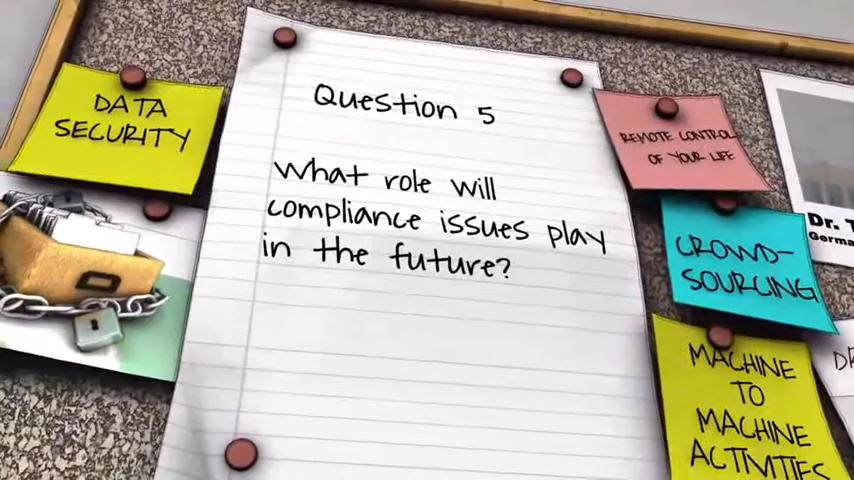 DATA
SECURITY
Question 5
What role will
compliance issues play
in the future?
REMOTE CONTROL
OF YOUR LIFE
CROWD-
SOURCING
MACHINE
TO
MACHINE
ACTIVITIES
Dr. T
German